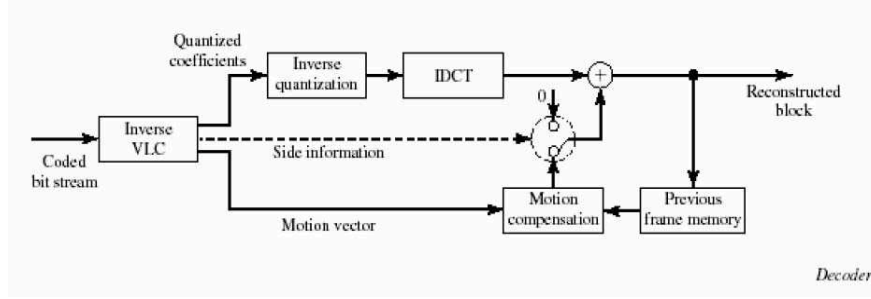 Quantized
coefficients
Inverse
quantization
IDCT
+
Reconstructed
block
0
Inverse
VLC
Side information
Coded
bit stream
Motion
compensation
Previous
frame memory
Motion vector
Decoder